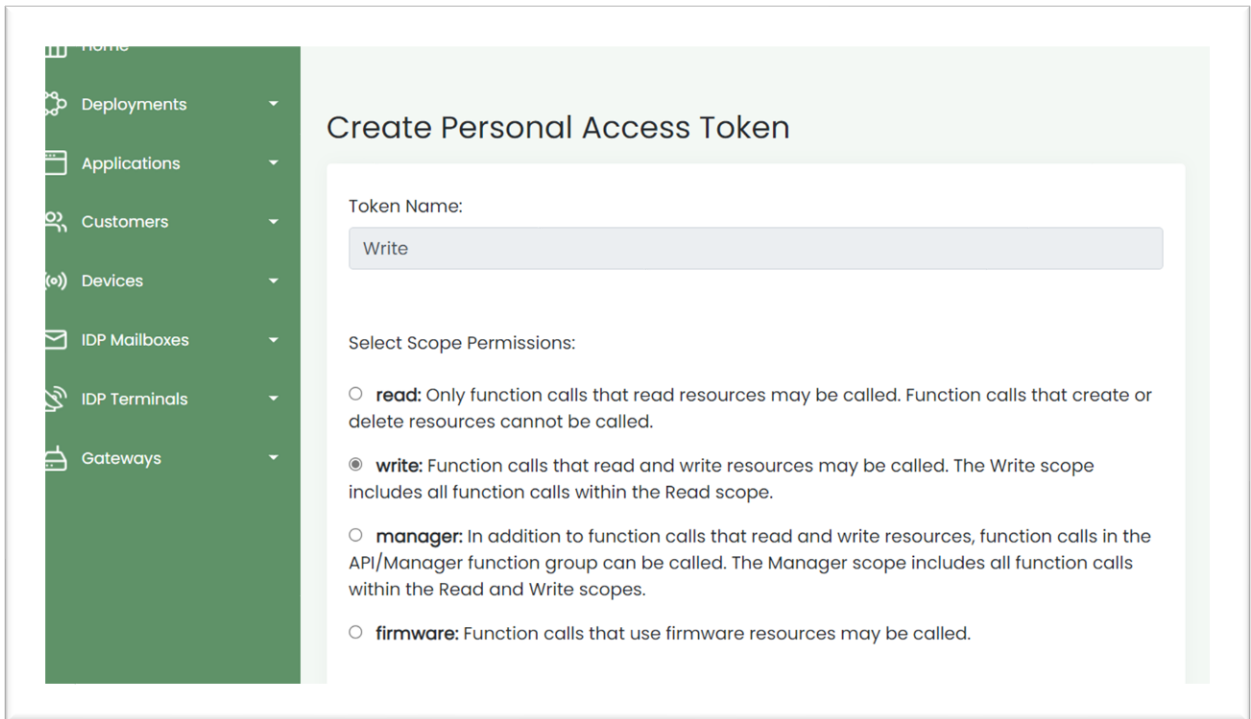 Home
Deployments
Applications
Customers
Devices
IDP Mailboxes
IDP Terminals
Gateways
Create Personal Access Token
Token Name:
Write
Select Scope Permissions:
read: Only function calls that read resources may be called. Function calls that create or
delete resources cannot be called.
write: Function calls that read and write resources may be called. The Write scope
includes all function calls within the Read scope.
manager: In addition to function calls that read and write resources, function calls in the
API/Manager function group can be called. The Manager scope includes all function calls
within the Read and Write scopes.
firmware: Function calls that use firmware resources may be called.